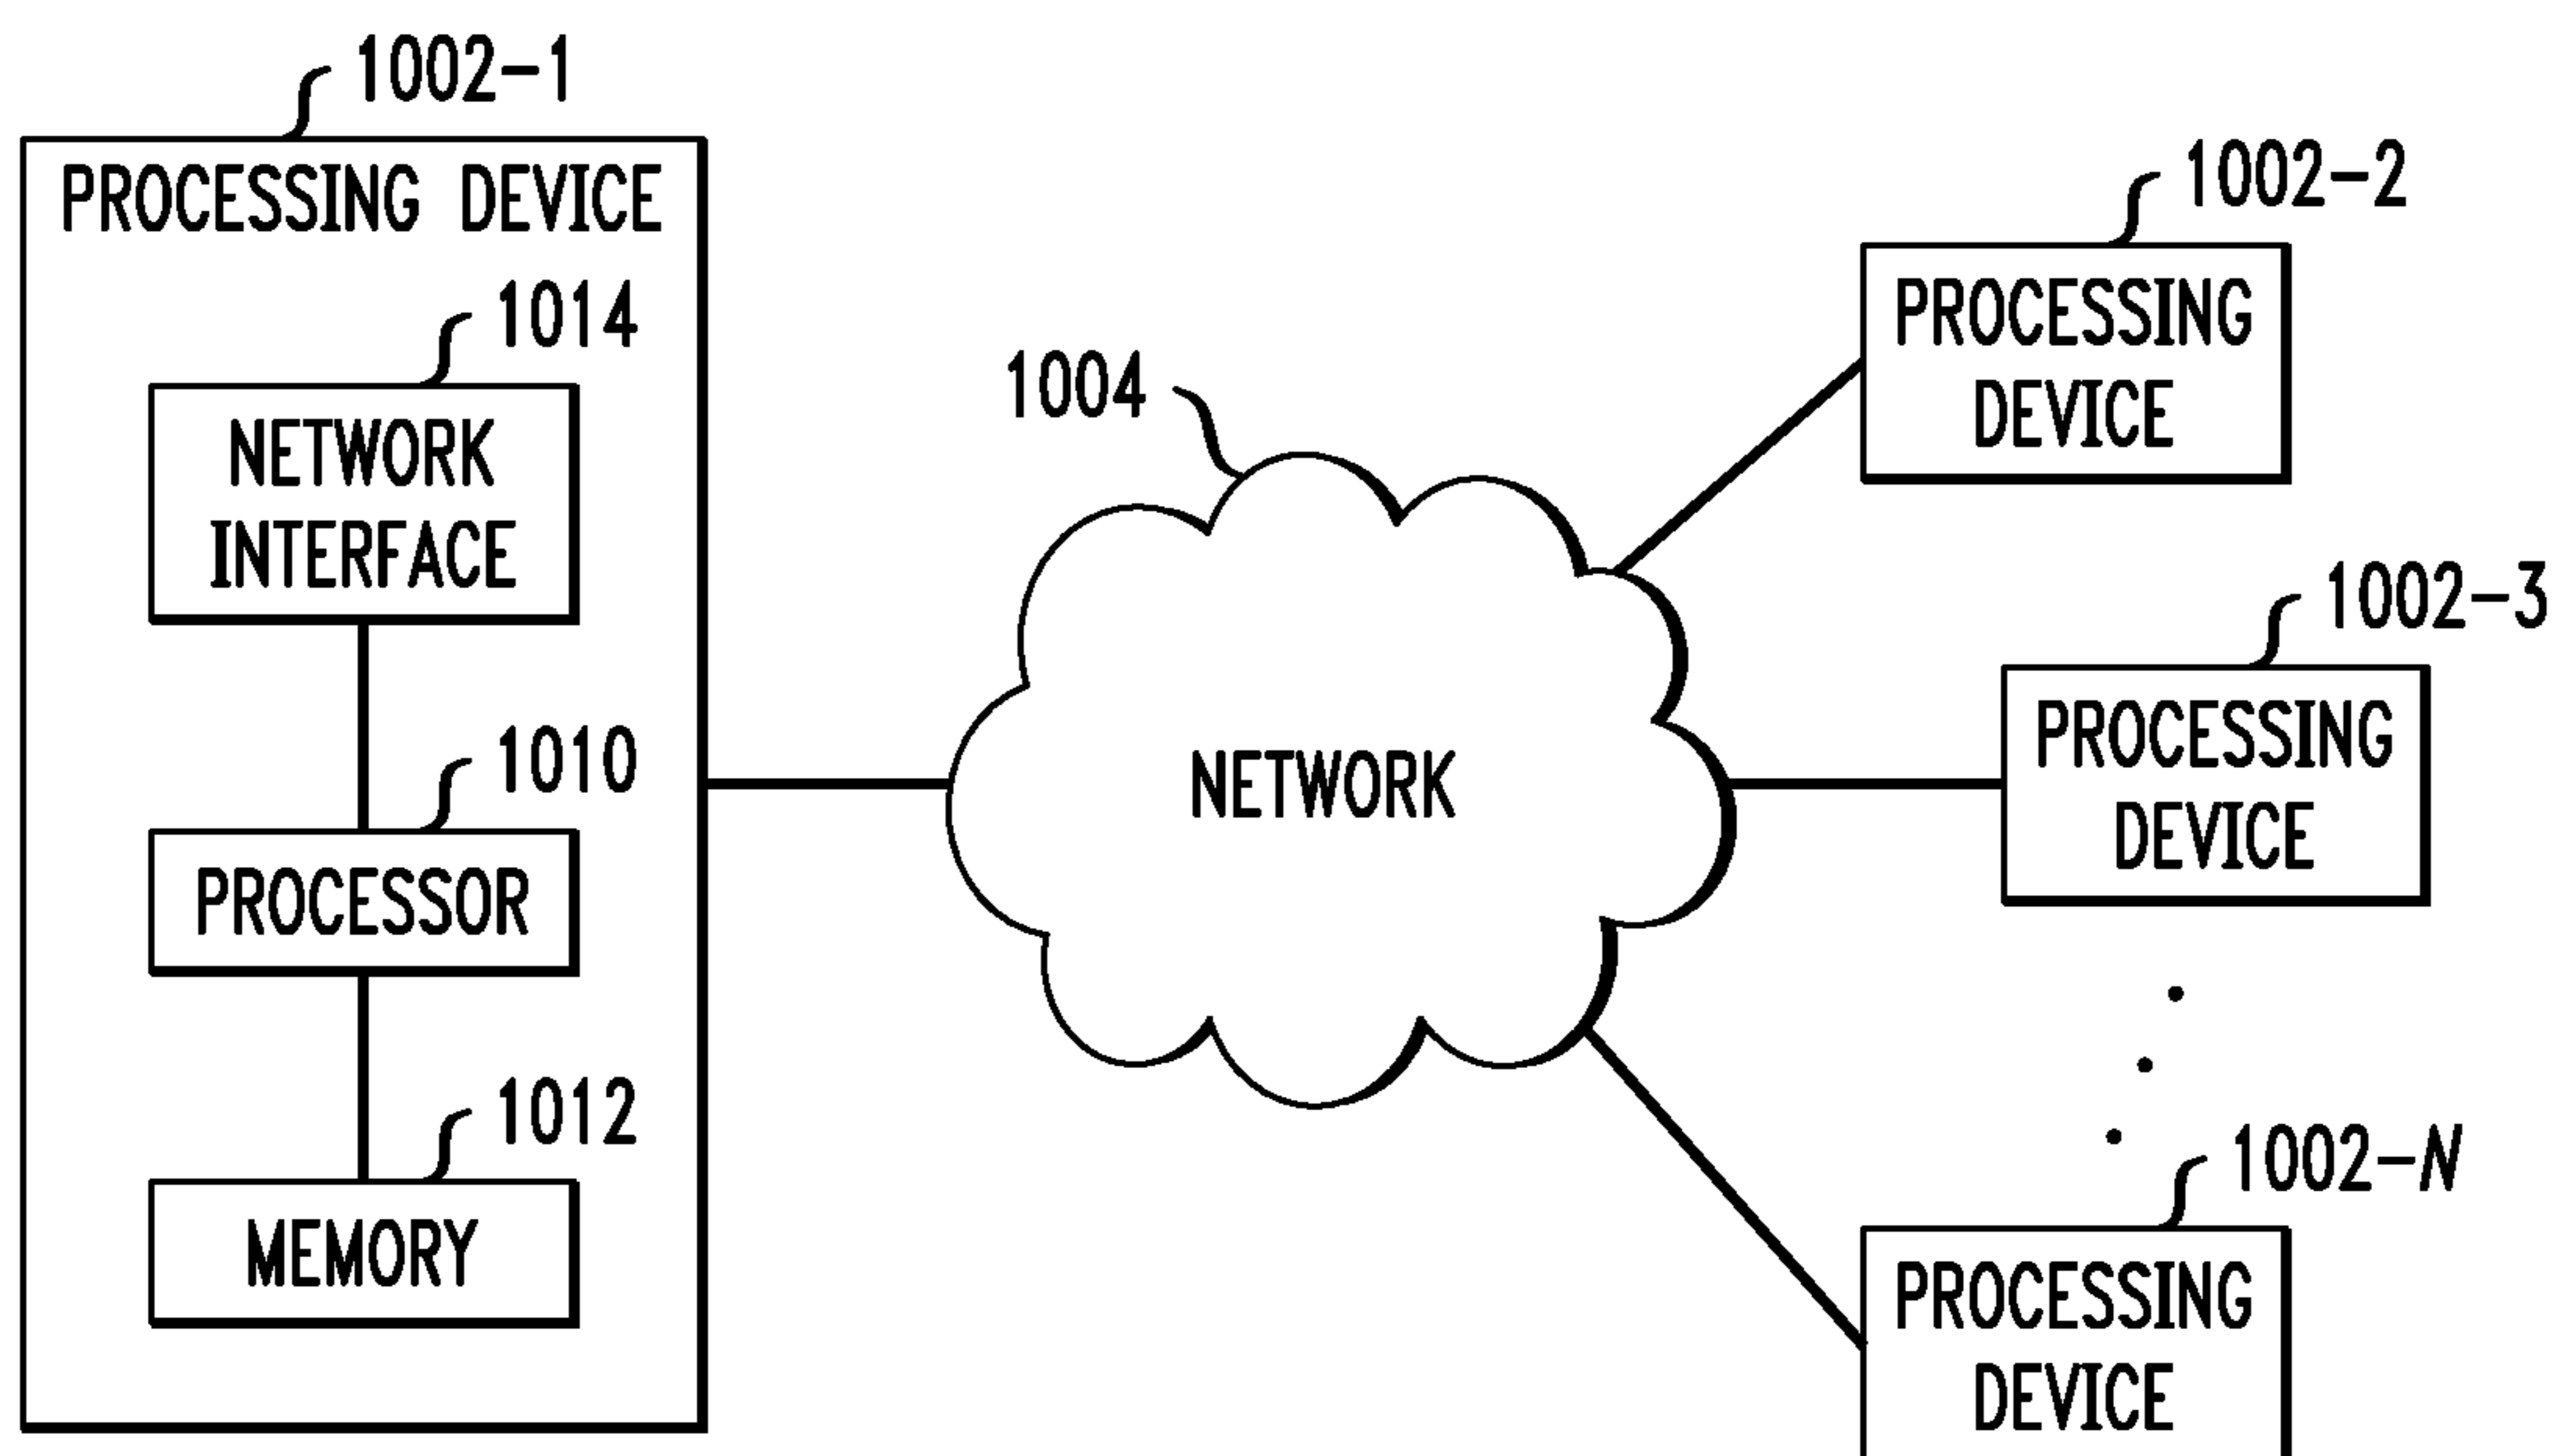 1002-1
PROCESSING DEVICE
1014
NETWORK
INTERFACE
1010
PROCESSOR
1012
MEMORY
1004
NETWORK
1002-2
PROCESSING
DEVICE
1002-3
PROCESSING
DEVICE
1002-N
PROCESSING
DEVICE